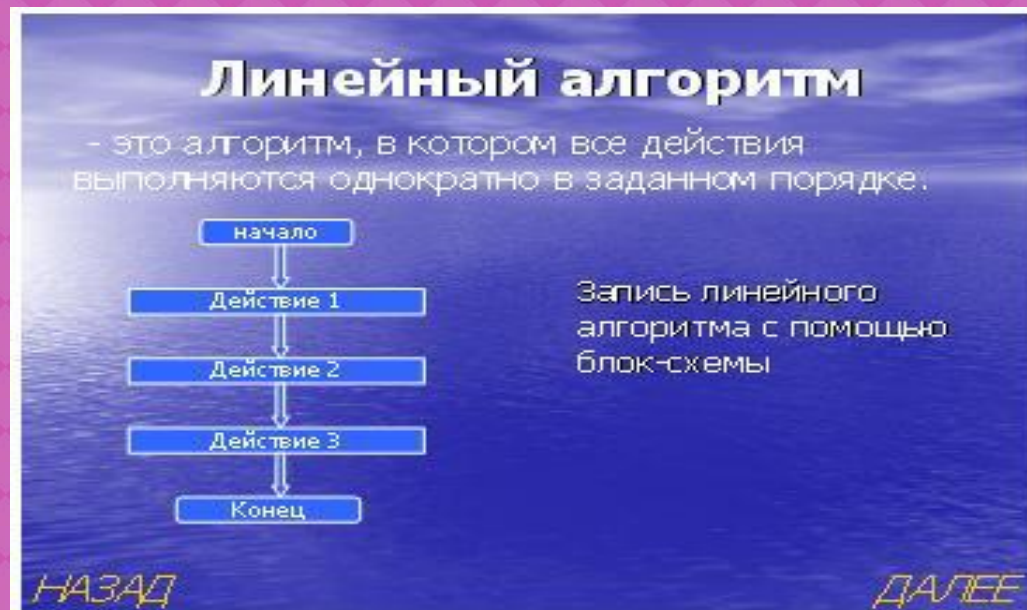 Линейный алгоритм
- это алгоритм, в котором все действия
выполняются однократно в заданном порядке.
начало
Действие 1
Действие 2
Действие 3
Конец
Запись линейного
алгоритма с помощью
блок-схемы
НАЗАД
ДАЛЕЕ